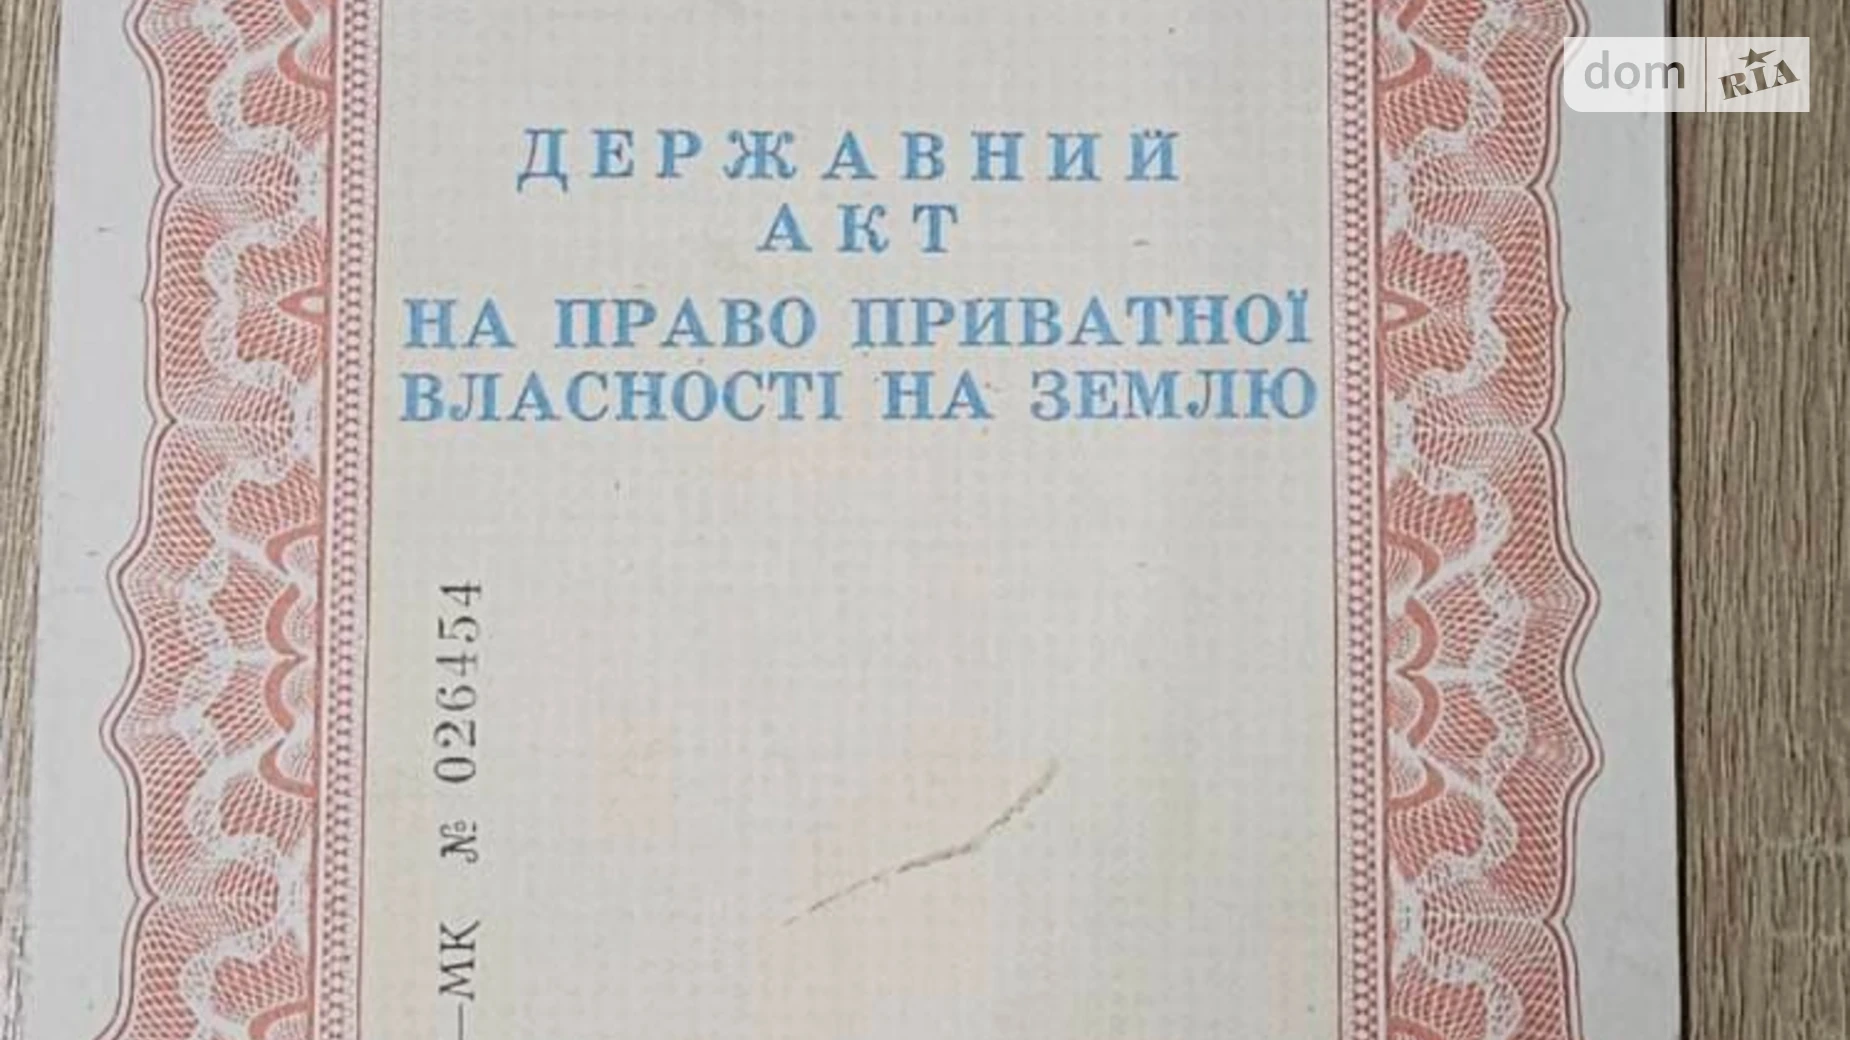 dom RIA
ДЕРЖАВНИЙ
АКТ
НА ПРАВО ПРИВАТНОЇ
ВЛАСНОСТІ НА ЗЕМЛЮ
—МК № 026454